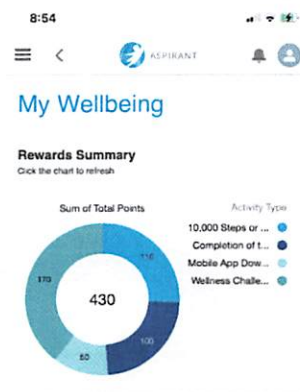 8:54
ASPIRANT
My Wellbeing
Rewards Summary
Click the chart to refresh
Sum of Total Points
Activity Type
10,000 Steps or ...
Completion of t...
Mobile App Dow...
Wellness Challe...
110
170
430
100
50